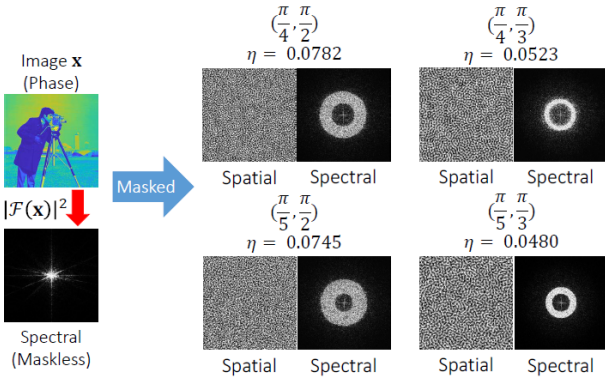 Image x
(Phase)
|ℱ(x)|²
Spectral
(Maskless)
Masked
(π/4, π/2)
η = 0.0782
Spatial Spectral
(π/4, π/3)
η = 0.0523
Spatial Spectral
(π/5, π/2)
η = 0.0745
Spatial Spectral
(π/5, π/3)
η = 0.0480
Spatial Spectral